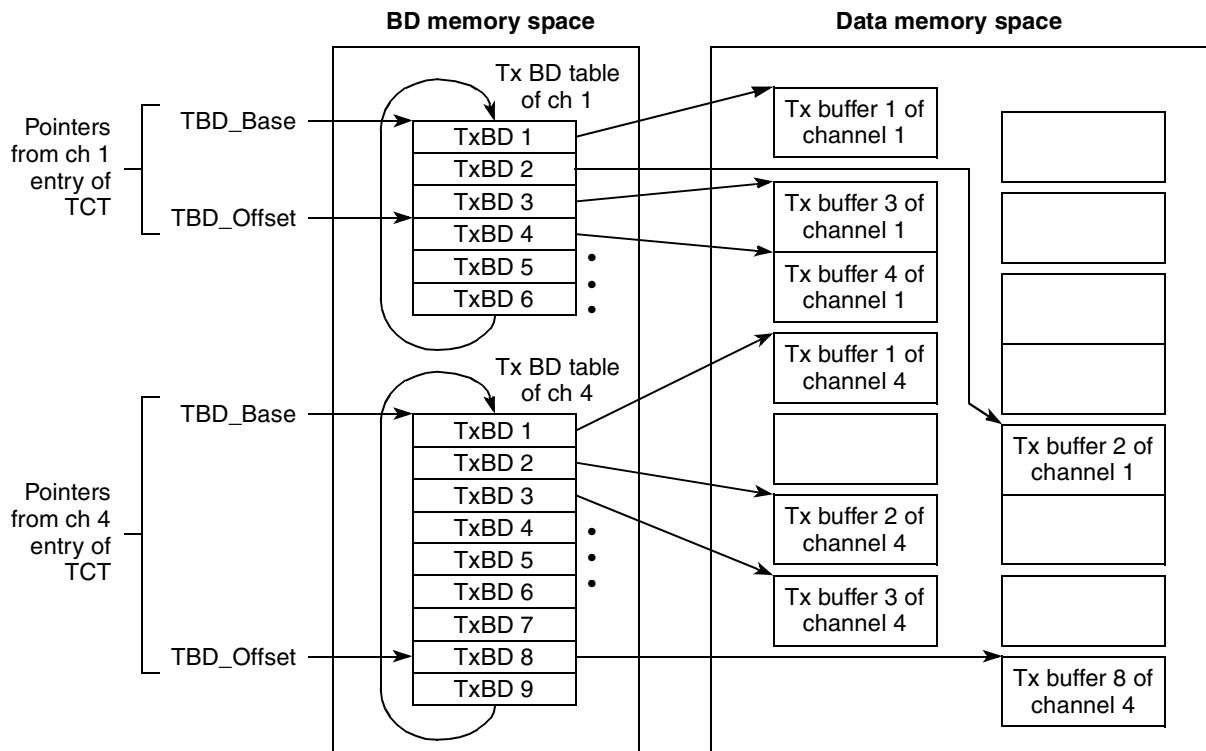 BD memory space
Data memory space
Tx BD table
of ch 1
Pointers
from ch 1
entry of
TCT
TBD_Base
TBD_Offset
TxBD 1
TxBD 2
TxBD 3
TxBD 4
TxBD 5
TxBD 6
Tx buffer 1 of
channel 1
Tx buffer 3 of
channel 1
Tx buffer 4 of
channel 1
Tx BD table
of ch 4
Pointers
from ch 4
entry of
TCT
TBD_Base
TBD_Offset
TxBD 1
TxBD 2
TxBD 3
TxBD 4
TxBD 5
TxBD 6
TxBD 7
TxBD 8
TxBD 9
Tx buffer 1 of
channel 4
Tx buffer 2 of
channel 4
Tx buffer 3 of
channel 4
Tx buffer 2 of
channel 1
Tx buffer 8 of
channel 4